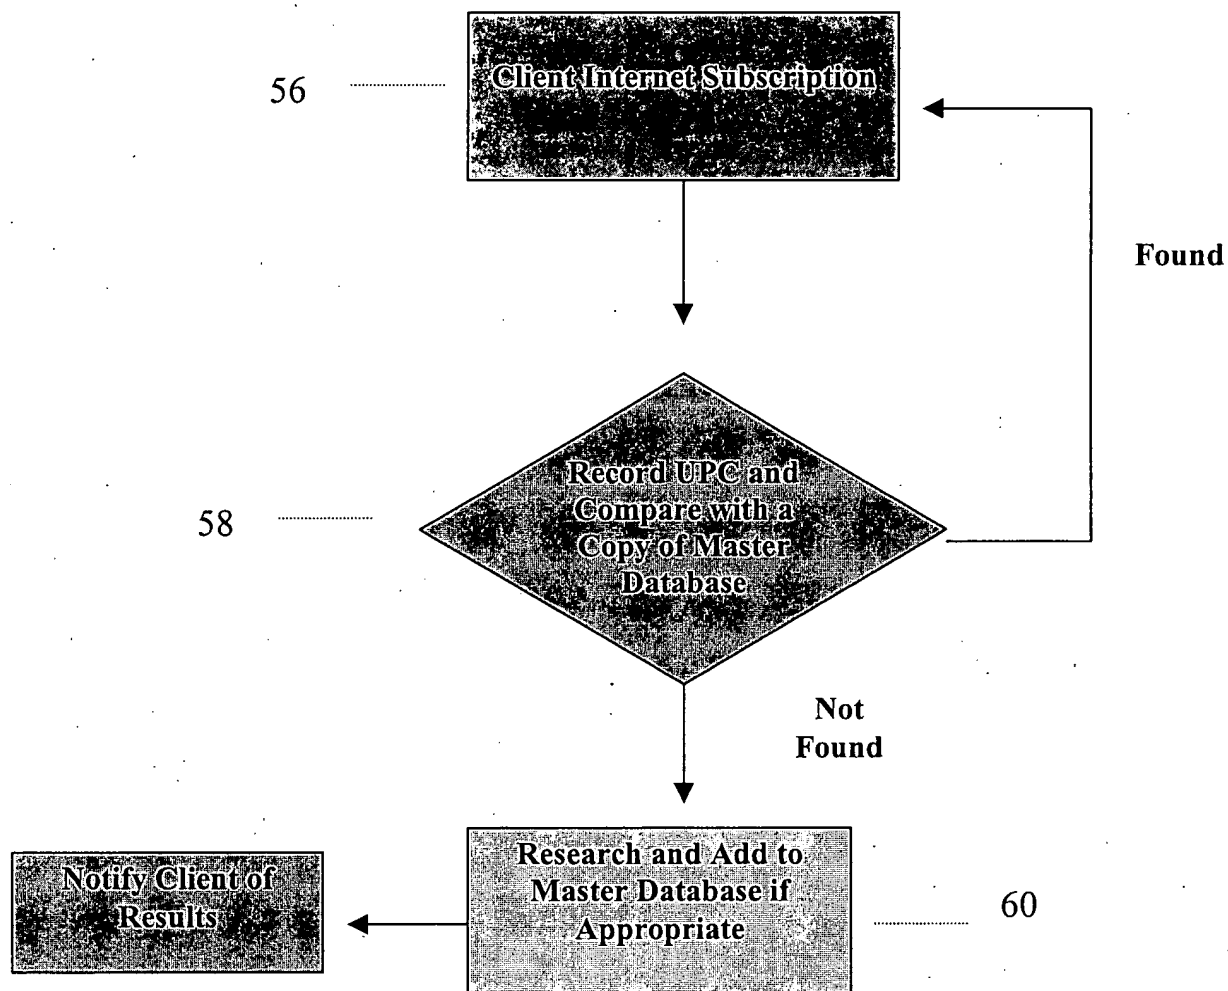 56
Client Internet Subscription
Found
58
Record UPC and
Compare with a
Copy of Master
Database
Not
Found
Research and Add to
Master Database if
Appropriate
60
Notify Client of
Results